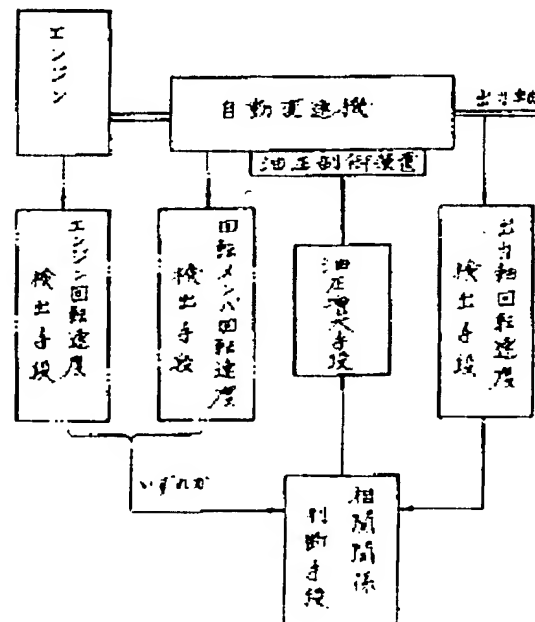 エンジン
自動変速機
出力軸
油圧制御装置
エンジン回転速度
検出手段
回転メンバ回転速度
検出手段
油圧増大手段
出力軸回転速度
検出手段
いずれか
相関関係
判断手段